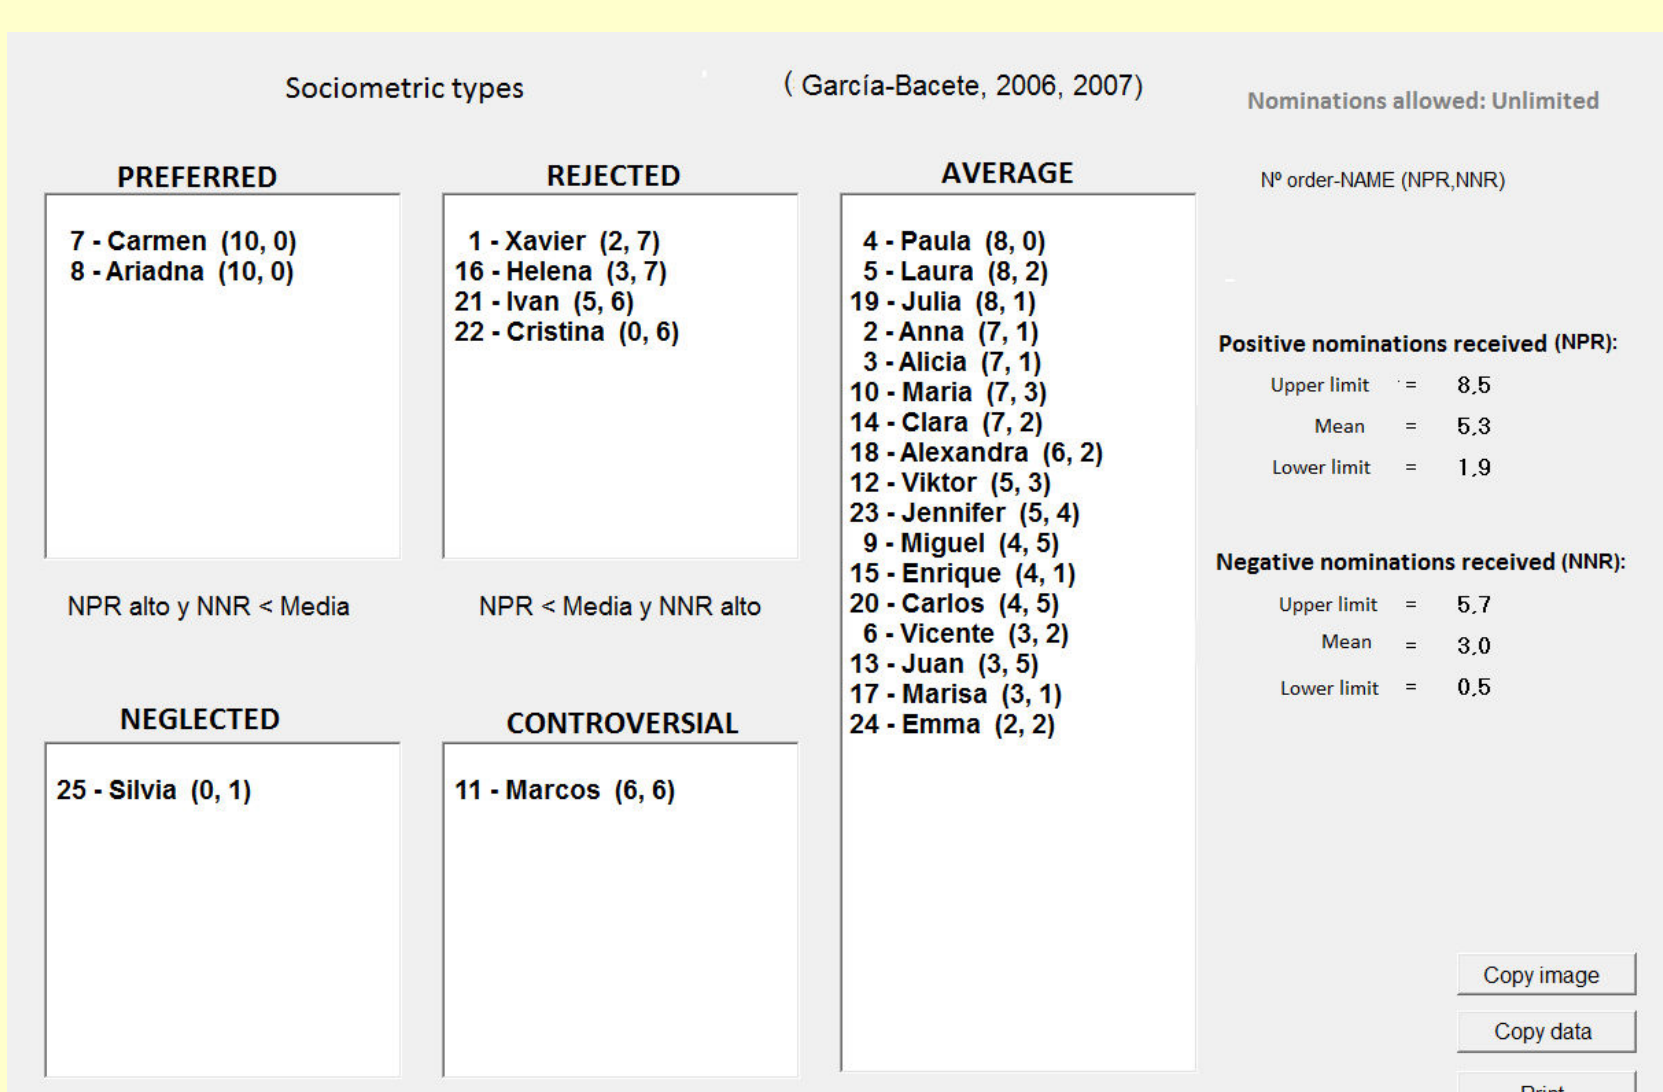 Sociometric types
( García-Bacete, 2006, 2007)
Nominations allowed: Unlimited
PREFERRED
7 - Carmen (10, 0)
8 - Ariadna (10, 0)
NPR alto y NNR < Media
REJECTED
1 - Xavier (2, 7)
16 - Helena (3, 7)
21 - Ivan (5, 6)
22 - Cristina (0, 6)
NPR < Media y NNR alto
AVERAGE
4 - Paula (8, 0)
5 - Laura (8, 2)
19 - Julia (8, 1)
2 - Anna (7, 1)
3 - Alicia (7, 1)
10 - Maria (7, 3)
14 - Clara (7, 2)
18 - Alexandra (6, 2)
12 - Viktor (5, 3)
23 - Jennifer (5, 4)
9 - Miguel (4, 5)
15 - Enrique (4, 1)
20 - Carlos (4, 5)
6 - Vicente (3, 2)
13 - Juan (3, 5)
17 - Marisa (3, 1)
24 - Emma (2, 2)
NEGLECTED
25 - Silvia (0, 1)
CONTROVERSIAL
11 - Marcos (6, 6)
Nº order-NAME (NPR,NNR)
Positive nominations received (NPR):
Upper limit = 8,5
Mean = 5,3
Lower limit = 1,9
Negative nominations received (NNR):
Upper limit = 5,7
Mean = 3,0
Lower limit = 0,5
Copy image
Copy data
Print